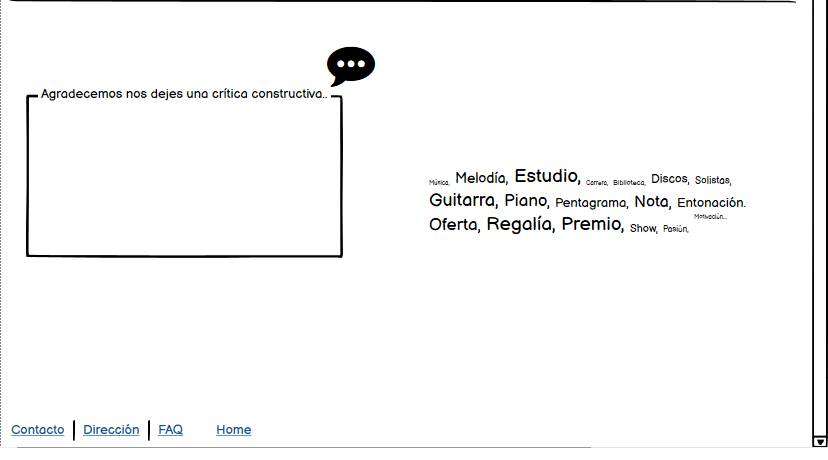 Agradecemos nos dejes una crítica constructiva..
Música, Melodía, Estudio, Carrera, Biblioteca, Discos, Solistas,
Guitarra, Piano, Pentagrama, Nota, Entonación.
Motivación...
Oferta, Regalía, Premio, Show, Pasión,
Contacto Dirección FAQ Home